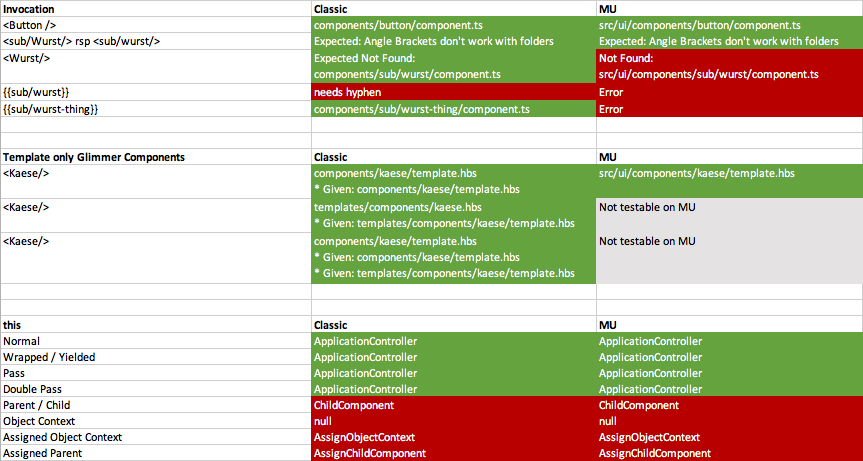 Invocation Classic MU
<Button /> components/button/component.ts src/ui/components/button/component.ts
<sub/Wurst/> rsp <sub/wurst/> Expected: Angle Brackets don't work with folders Expected: Angle Brackets don't work with folders
<Wurst/> Expected Not Found: Not Found:
components/sub/wurst/component.ts src/ui/components/sub/wurst/component.ts
{{sub/wurst}} needs hyphen Error
{{sub/wurst-thing}} components/sub/wurst-thing/component.ts Error
Template only Glimmer Components Classic MU
<Kaese/> components/kaese/template.hbs src/ui/components/kaese/template.hbs
* Given: components/kaese/template.hbs
<Kaese/> templates/components/kaese.hbs Not testable on MU
* Given: templates/components/kaese/template.hbs
<Kaese/> components/kaese/template.hbs Not testable on MU
* Given: components/kaese/template.hbs
* Given: templates/components/kaese/template.hbs
this Classic MU
Normal ApplicationController ApplicationController
Wrapped / Yielded ApplicationController ApplicationController
Pass ApplicationController ApplicationController
Double Pass ApplicationController ApplicationController
Parent / Child ChildComponent ChildComponent
Object Context null null
Assigned Object Context AssignObjectContext AssignObjectContext
Assigned Parent AssignChildComponent AssignChildComponent